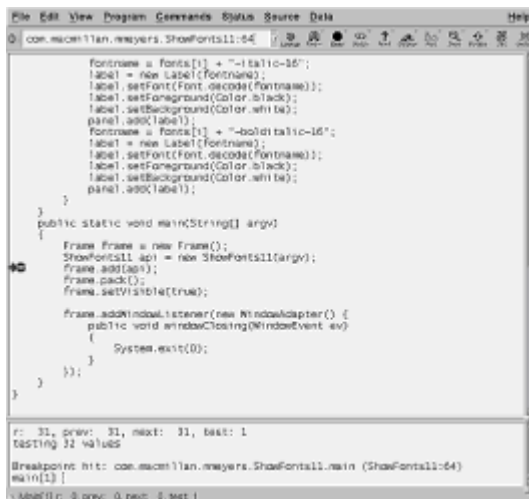 File Edit View Program Commands Status Source Data Help
com.macmillan.nmeyers.ShowFonts11:64
fontname = fonts[i] + "-italic-16";
label = new Label(fontname);
label.setFont(Font.decode(fontname));
label.setForeground(Color.black);
label.setBackground(Color.white);
panel.add(label);
fontname = fonts[i] + "-bolditalic-16";
label = new Label(fontname);
label.setFont(Font.decode(fontname));
label.setForeground(Color.black);
label.setBackground(Color.white);
panel.add(label);
}
}
public static void main(String[] argv)
{
Frame frame = new Frame();
ShowFonts11 api = new ShowFonts11(argv);
frame.add(api);
frame.pack();
frame.setVisible(true);
frame.addWindowListener(new WindowAdapter() {
public void windowClosing(WindowEvent ev)
{
System.exit(0);
}
});
}
}
r: 31, prev: 31, next: 31, test: 1
testing 32 values
Breakpoint hit: com.macmillan.nmeyers.ShowFonts11.main (ShowFonts11:64)
main[1]